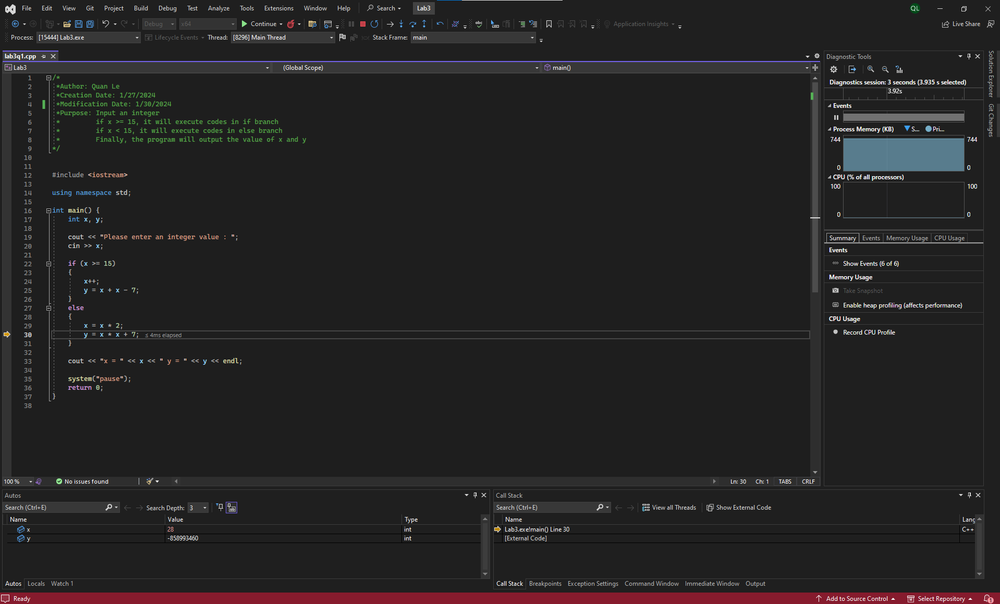 File Edit View Git Project Build Debug Test Analyze Tools Extensions Window Help Search Lab3 QL
Debug x64 Continue Application Insights Live Share
Process: [15444] Lab3.exe Lifecycle Events Thread: [8296] Main Thread Stack Frame: main
lab3q1.cpp
Lab3 (Global Scope) main()
1 /*
2 *Author: Quan Le
3 *Creation Date: 1/27/2024
4 *Modification Date: 1/30/2024
5 *Purpose: Input an integer
6 * if x >= 15, it will execute codes in if branch
7 * if x < 15, it will execute codes in else branch
8 * Finally, the program will output the value of x and y
9 */
10
11
12 #include <iostream>
13
14 using namespace std;
15
16 int main() {
17 int x, y;
18
19 cout << "Please enter an integer value : ";
20 cin >> x;
21
22 if (x >= 15)
23 {
24 x++;
25 y = x + x - 7;
26 }
27 else
28 {
29 x = x * 2;
30 y = x * x + 7; ≤ 4ms elapsed
31 }
32
33 cout << "x = " << x << " y = " << y << endl;
34
35 system("pause");
36 return 0;
37 }
38
100 % No issues found Ln: 30 Ch: 1 TABS CRLF
Diagnostic Tools
Diagnostics session: 3 seconds (3.935 s selected)
3.92s
Events
Process Memory (KB) S... Pri...
744 744
0 0
CPU (% of all processors)
100 100
0 0
Summary Events Memory Usage CPU Usage
Events
Show Events (6 of 6)
Memory Usage
Take Snapshot
Enable heap profiling (affects performance)
CPU Usage
Record CPU Profile
Solution Explorer
Git Changes
Autos
Search (Ctrl+E) Search Depth: 3
Name Value Type
x 28 int
y -858993460 int
Autos Locals Watch 1
Call Stack
Search (Ctrl+E) View all Threads Show External Code
Name Lang
Lab3.exe!main() Line 30 C++
[External Code]
Call Stack Breakpoints Exception Settings Command Window Immediate Window Output
Ready Add to Source Control Select Repository 1